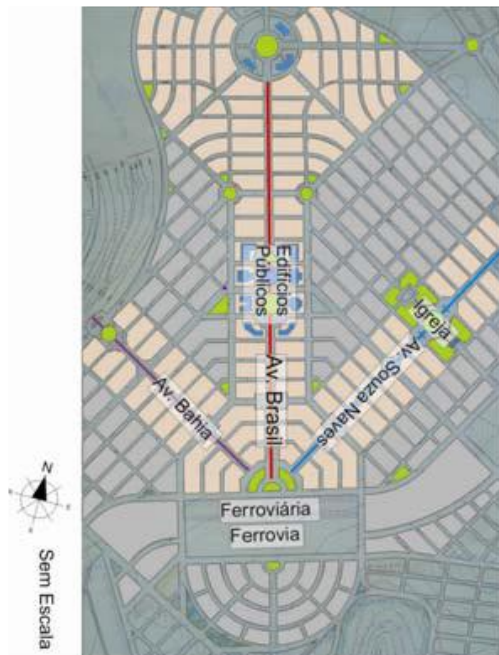 Edifícios
Públicos
Igreja
Av. Souza Naves
Av. Brasil
Av. Bahia
Ferroviária
Ferrovia
N
Sem Escala